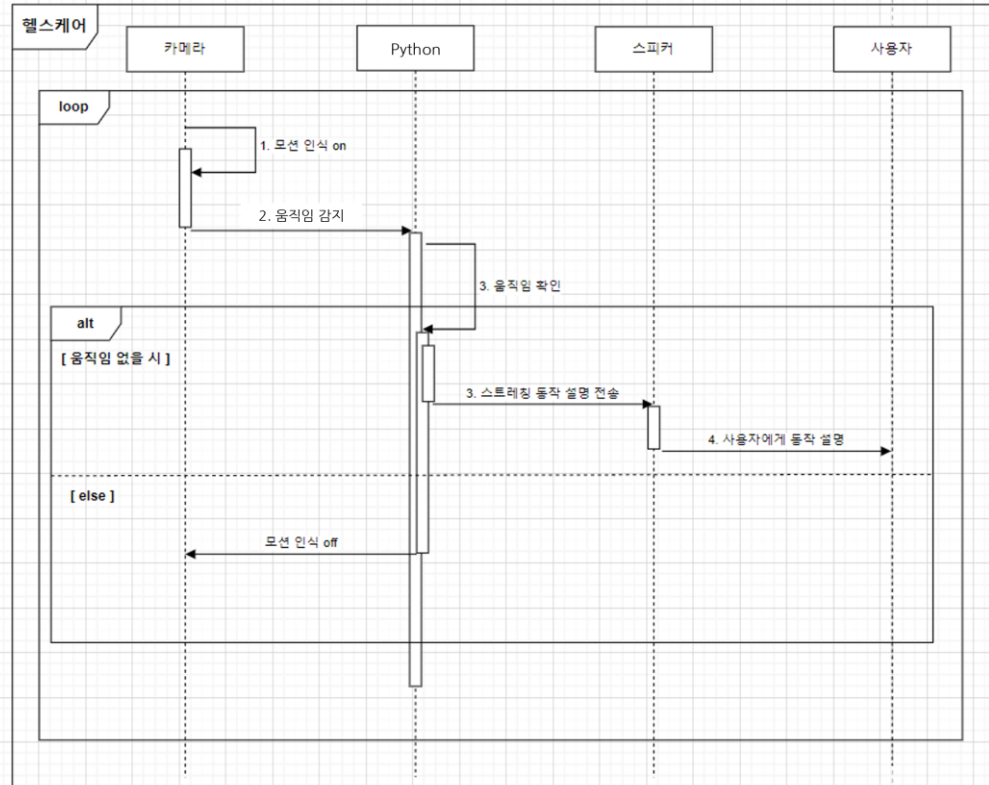 헬스케어
카메라
Python
스피커
사용자
loop
1. 모션 인식 on
2. 움직임 감지
3. 움직임 확인
alt
[ 움직임 없을 시 ]
3. 스트레칭 동작 설명 전송
4. 사용자에게 동작 설명
[ else ]
모션 인식 off